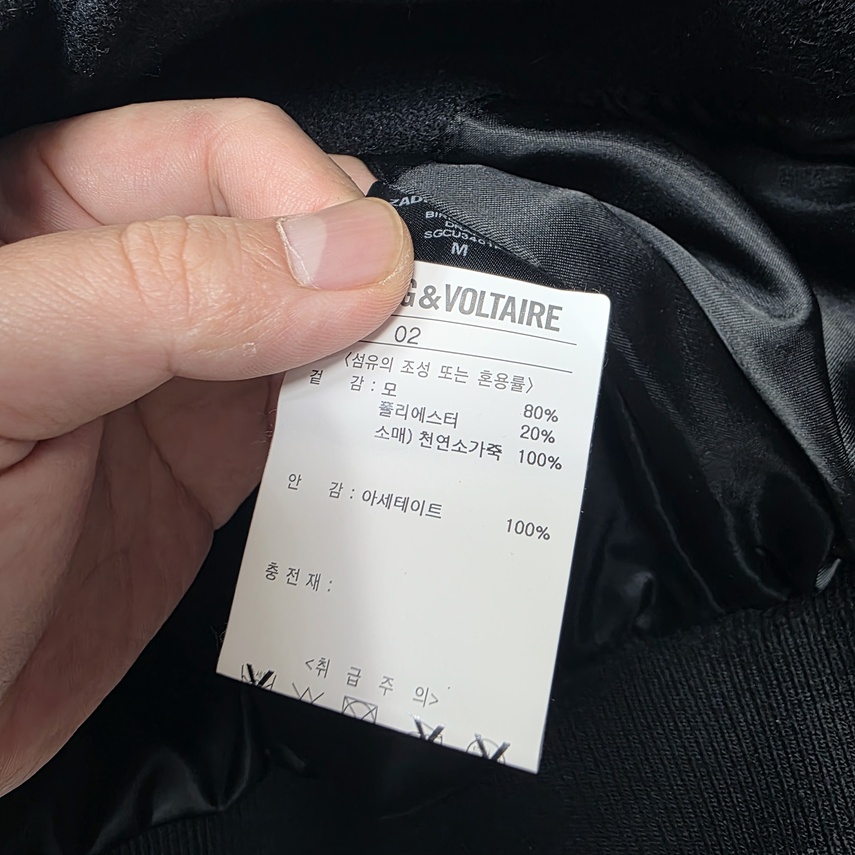 M
G&VOLTAIRE
02
<섬유의 조성 또는 혼용률>
겉 감 : 모 80%
폴리에스터 20%
소매) 천연소가죽 100%
안 감 : 아세테이트 100%
충 전 재 :
<취 급 주 의>